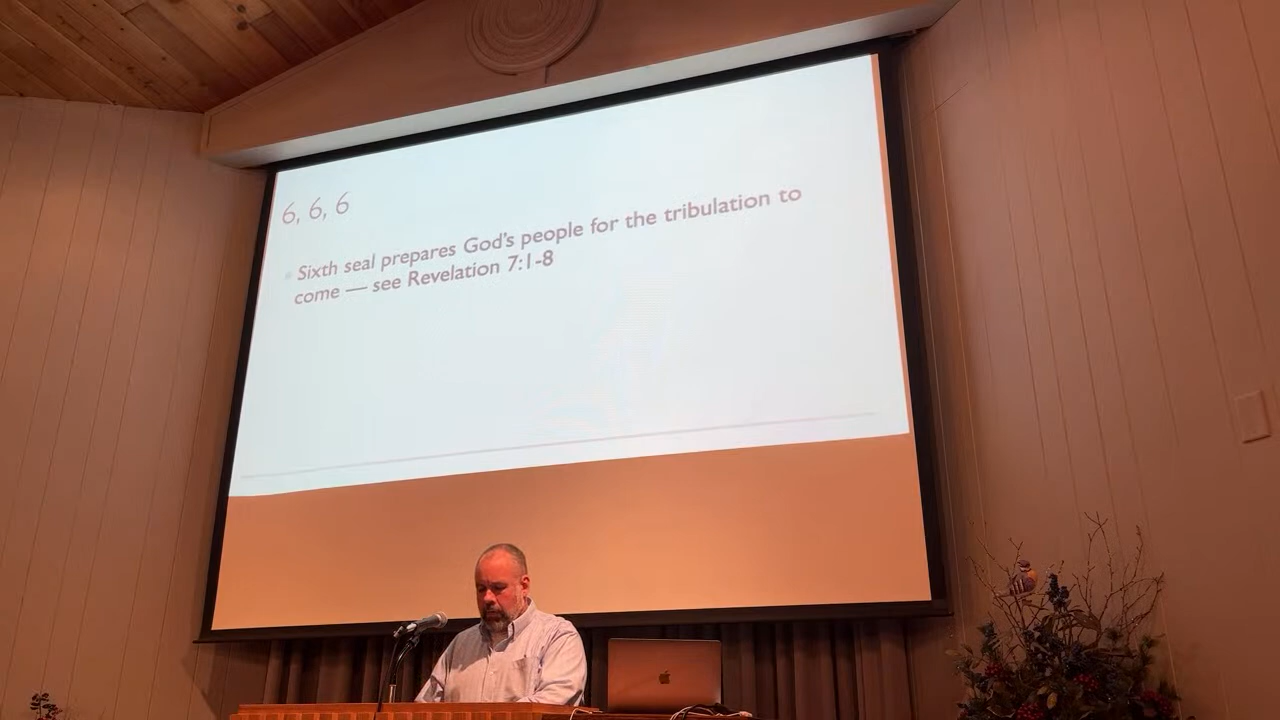 6, 6, 6
Sixth seal prepares God's people for the tribulation to
come — see Revelation 7:1-8